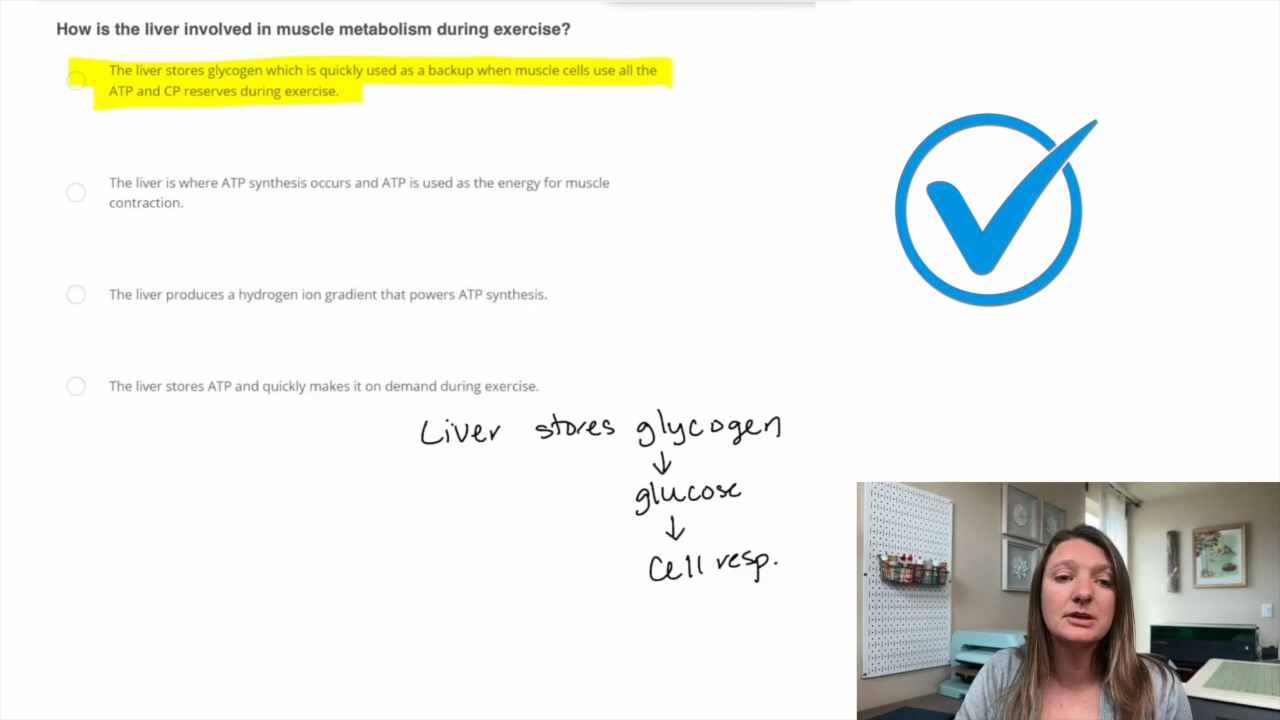 How is the liver involved in muscle metabolism during exercise?
The liver stores glycogen which is quickly used as a backup when muscle cells use all the
ATP and CP reserves during exercise.
The liver is where ATP synthesis occurs and ATP is used as the energy for muscle
contraction.
The liver produces a hydrogen ion gradient that powers ATP synthesis.
The liver stores ATP and quickly makes it on demand during exercise.
Liver stores glycogen
↓
glucose
↓
Cell resp.